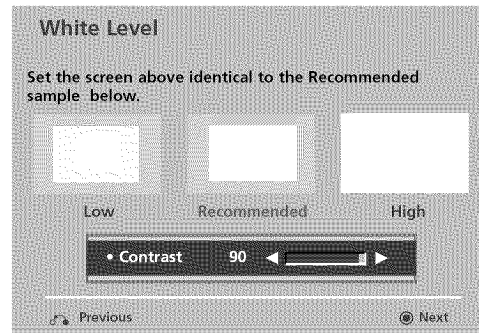 White Level
Set the screen above identical to the Recommended
sample below.
Low Recommended High
• Contrast 90
Previous Next